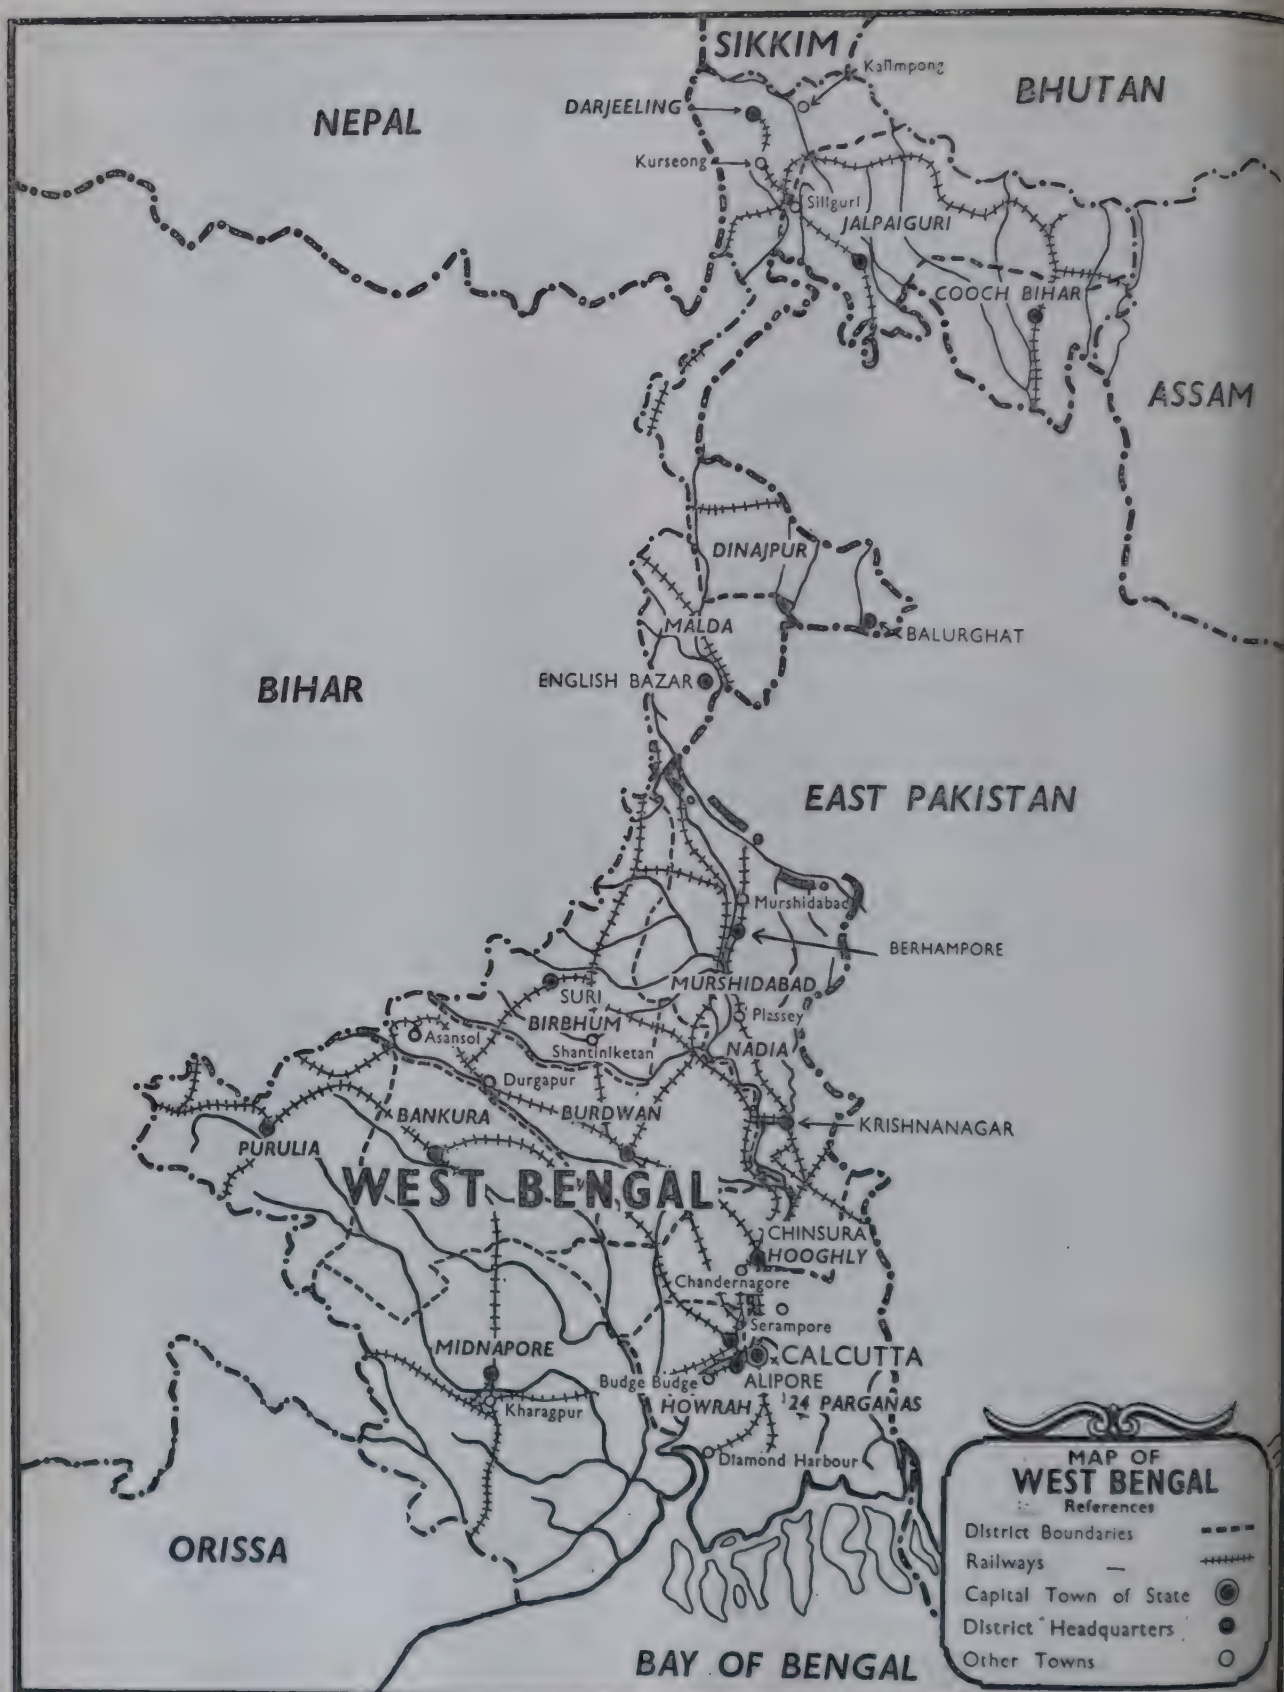 SIKKIM
Kalimpong
BHUTAN
DARJEELING
NEPAL
Kurseong
Siliguri
JALPAIGURI
COOCH BIHAR
ASSAM
DINAJPUR
MALDA
BALURGHAT
ENGLISH BAZAR
BIHAR
EAST PAKISTAN
Murshidabad
BERHAMPORE
MURSHIDABAD
SURI
Plassey
BIRBHUM
Asansol
Shantiniketan
NADIA
Durgapur
BANKURA
BURDWAN
KRISHNANAGAR
PURULIA
WEST BENGAL
CHINSURA
HOOGHLY
Chandernagore
Serampore
MIDNAPORE
CALCUTTA
Budge Budge
ALIPORE
Kharagpur
HOWRAH
24 PARGANAS
Diamond Harbour
ORISSA
BAY OF BENGAL
MAP OF
WEST BENGAL
References
District Boundaries
Railways
Capital Town of State
District Headquarters
Other Towns